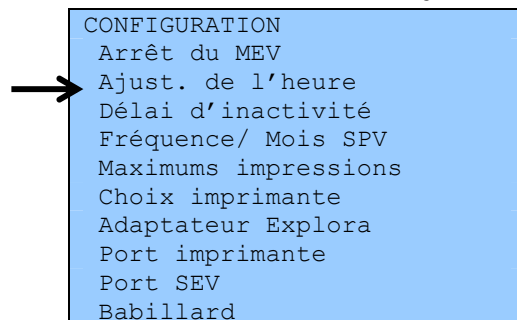 CONFIGURATION
Arrêt du MEV
Ajust. de l’heure
Délai d’inactivité
Fréquence/ Mois SPV
Maximums impressions
Choix imprimante
Adaptateur Explora
Port imprimante
Port SEV
Babillard